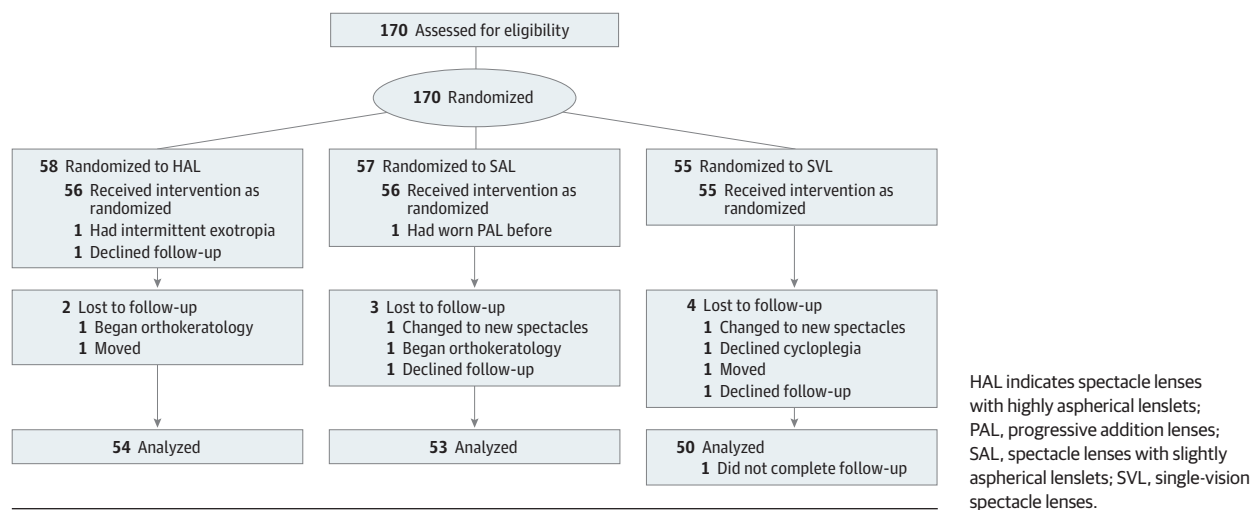 170 Assessed for eligibility
170 Randomized
58 Randomized to HAL
56 Received intervention as
randomized
1 Had intermittent exotropia
1 Declined follow-up
57 Randomized to SAL
56 Received intervention as
randomized
1 Had worn PAL before
55 Randomized to SVL
55 Received intervention as
randomized
2 Lost to follow-up
1 Began orthokeratology
1 Moved
3 Lost to follow-up
1 Changed to new spectacles
1 Began orthokeratology
1 Declined follow-up
4 Lost to follow-up
1 Changed to new spectacles
1 Declined cycloplegia
1 Moved
1 Declined follow-up
54 Analyzed
53 Analyzed
50 Analyzed
1 Did not complete follow-up
HAL indicates spectacle lenses
with highly aspherical lenslets;
PAL, progressive addition lenses;
SAL, spectacle lenses with slightly
aspherical lenslets; SVL, single-vision
spectacle lenses.